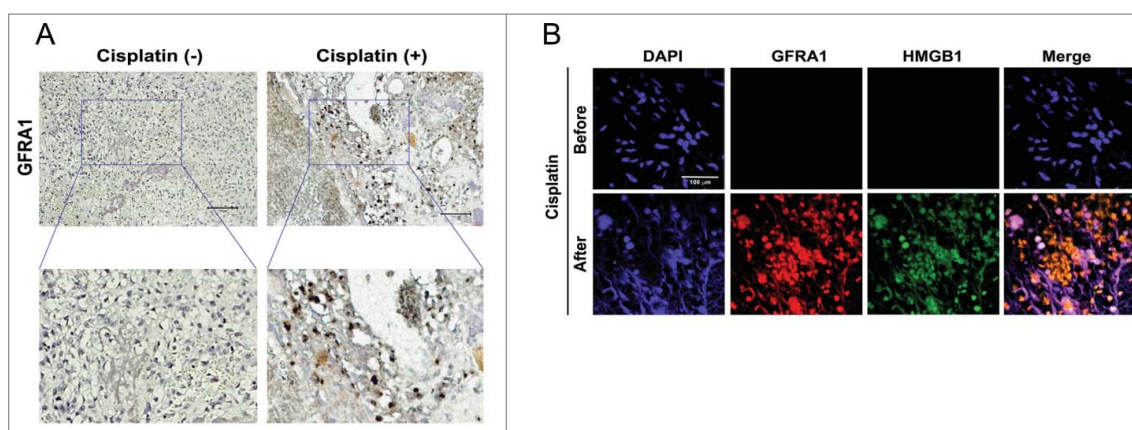 A
Cisplatin (-) Cisplatin (+)
GFRA1
B
DAPI GFRA1 HMGB1 Merge
Cisplatin
Before
100 μm
After